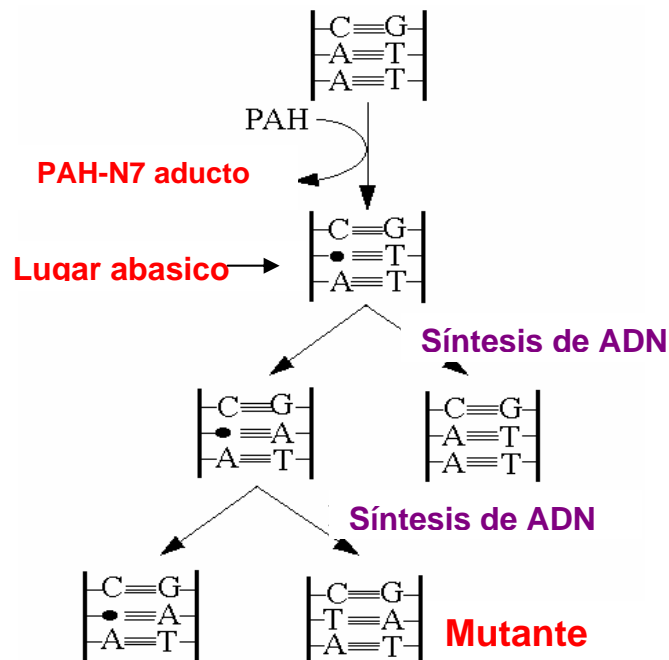 C≡G
A≡T
A≡T
PAH
PAH-N7 aducto
C≡G
●≡T
A≡T
Lugar abasico
Síntesis de ADN
C≡G
●≡A
A≡T
C≡G
A≡T
A≡T
Síntesis de ADN
C≡G
●≡A
A≡T
C≡G
T≡A
A≡T
Mutante